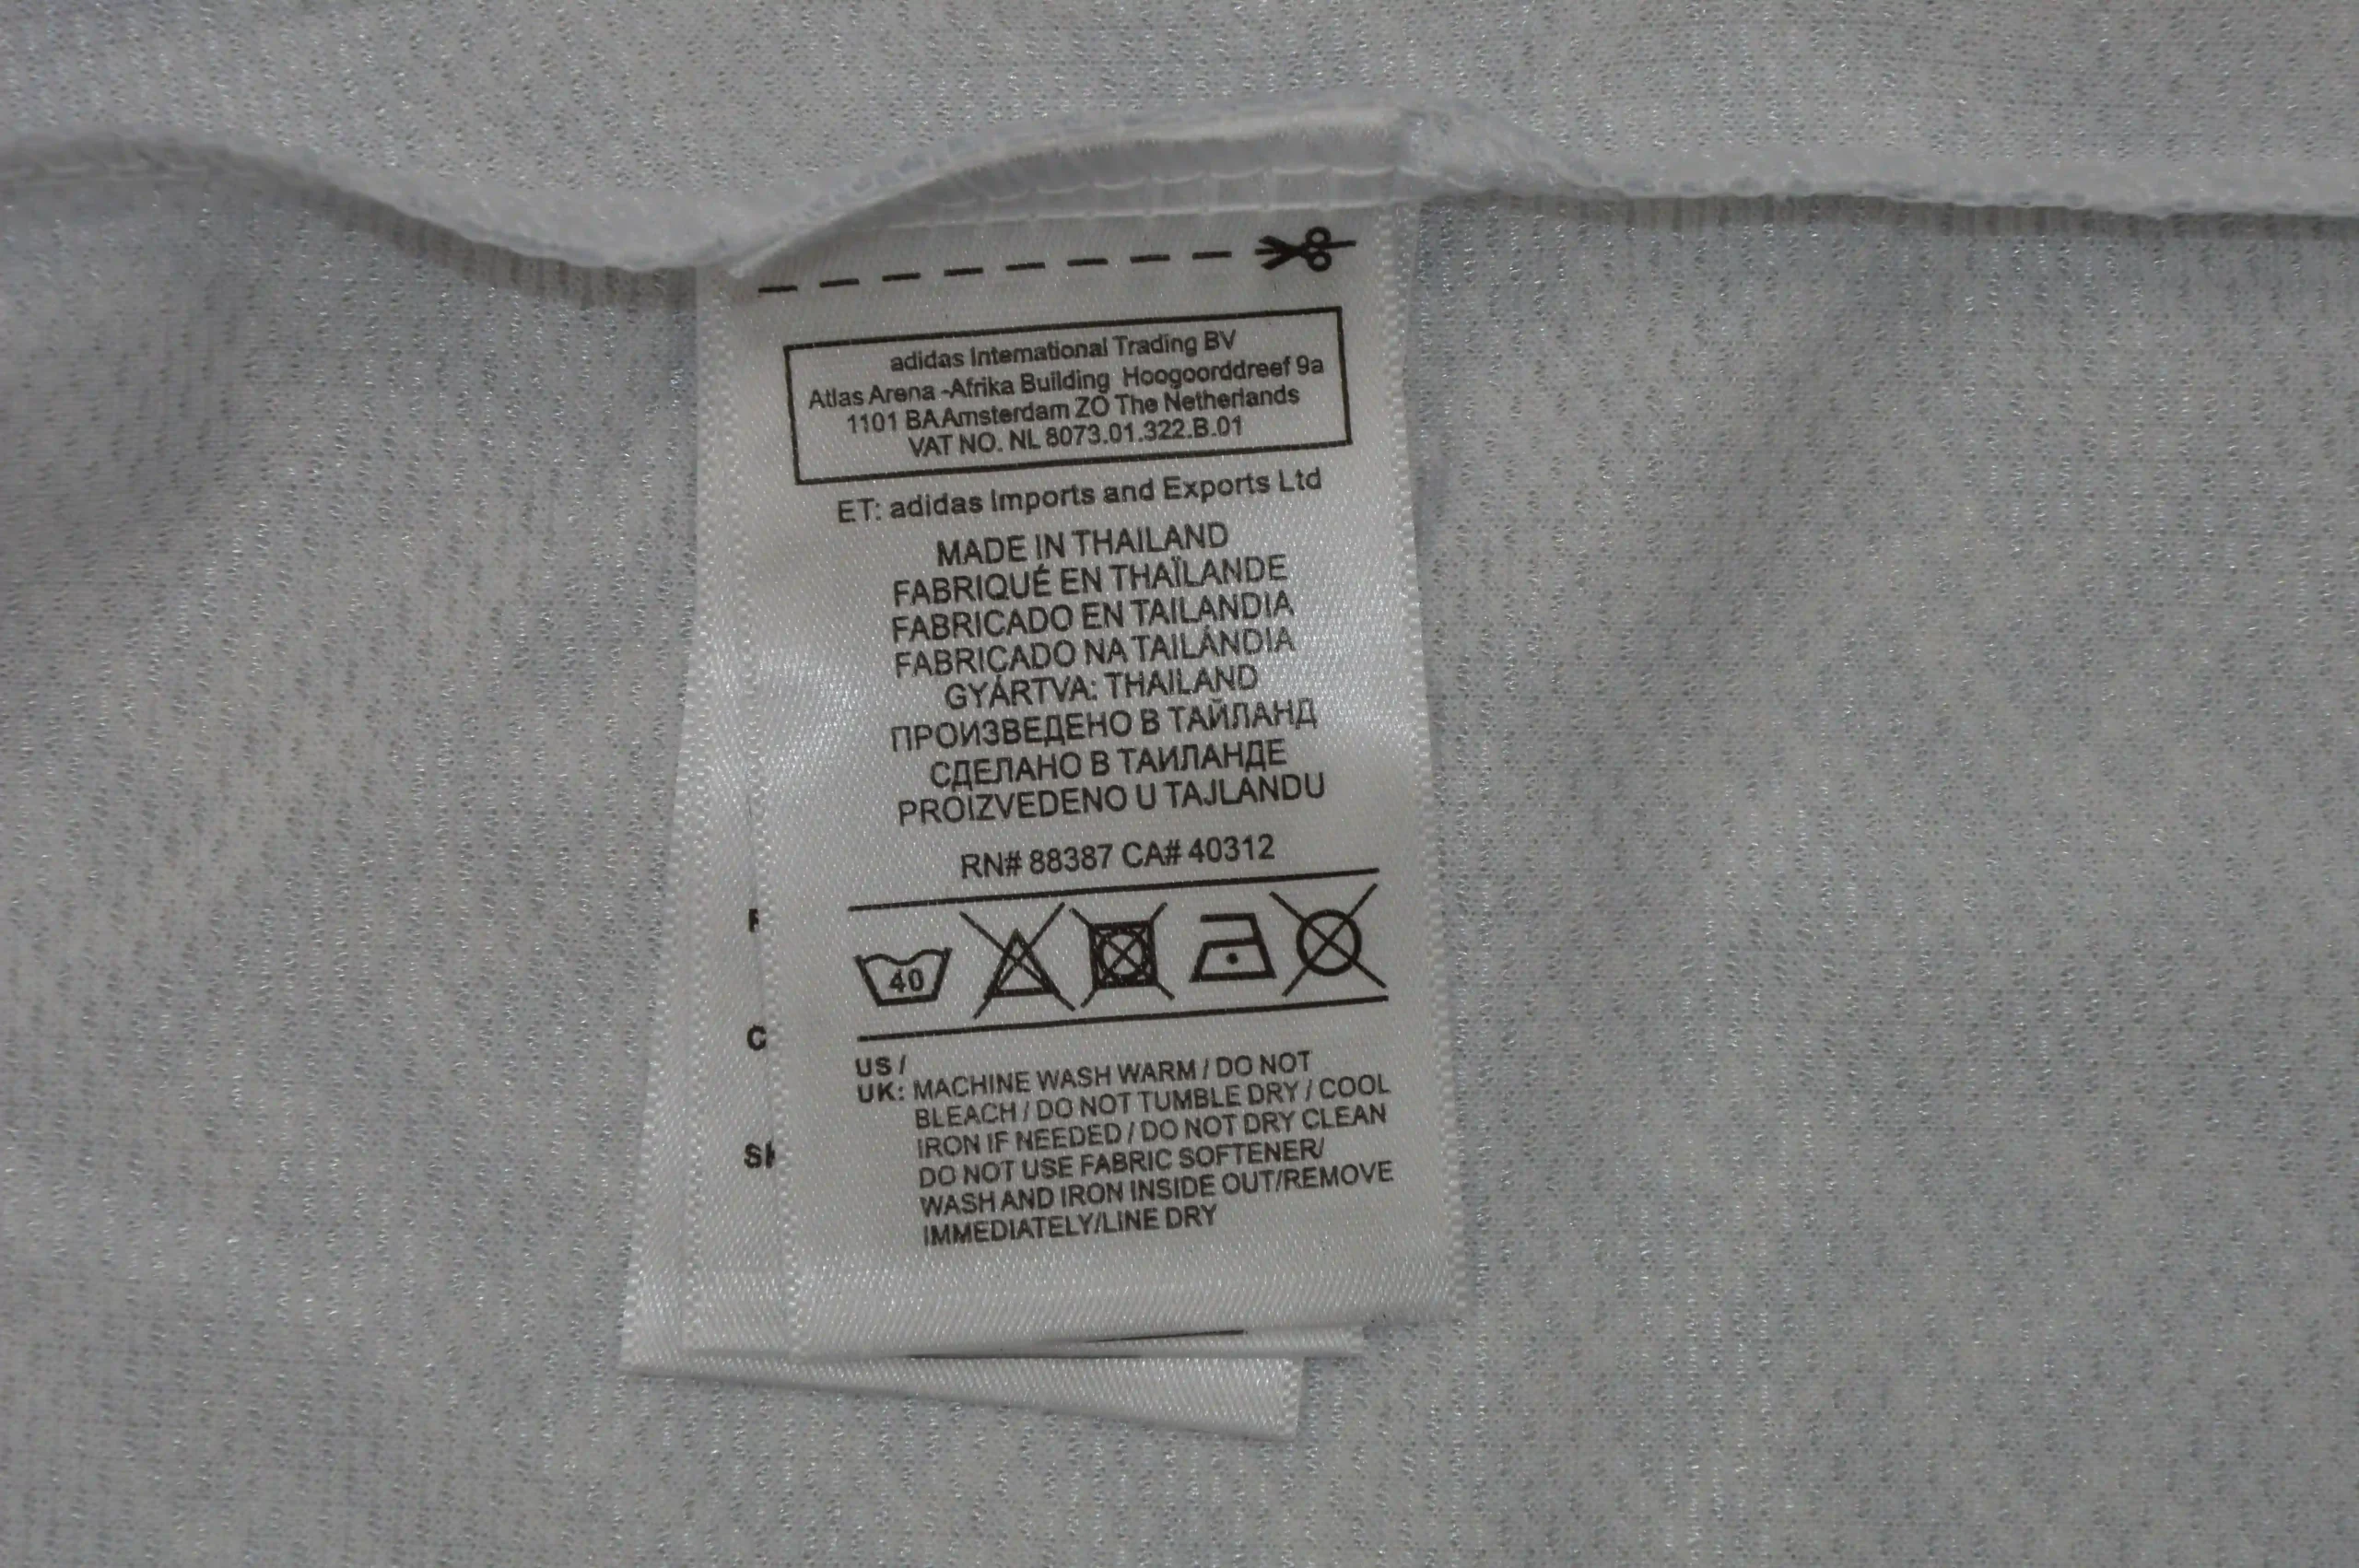 adidas International Trading BV
Atlas Arena -Afrika Building Hoogoorddreef 9a
1101 BA Amsterdam ZO The Netherlands
VAT NO. NL 8073.01.322.B.01
ET: adidas Imports and Exports Ltd
MADE IN THAILAND
FABRIQUÉ EN THAÏLANDE
FABRICADO EN TAILANDIA
FABRICADO NA TAILÁNDIA
GYÁRTVA: THAILAND
ПРОИЗВЕДЕНО В ТАЙЛАНД
СДЕЛАНО В ТАИЛАНДЕ
PROIZVEDENO U TAJLANDU
RN# 88387 CA# 40312
40
US /
UK: MACHINE WASH WARM / DO NOT
BLEACH / DO NOT TUMBLE DRY / COOL
IRON IF NEEDED / DO NOT DRY CLEAN
DO NOT USE FABRIC SOFTENER/
WASH AND IRON INSIDE OUT/REMOVE
IMMEDIATELY/LINE DRY